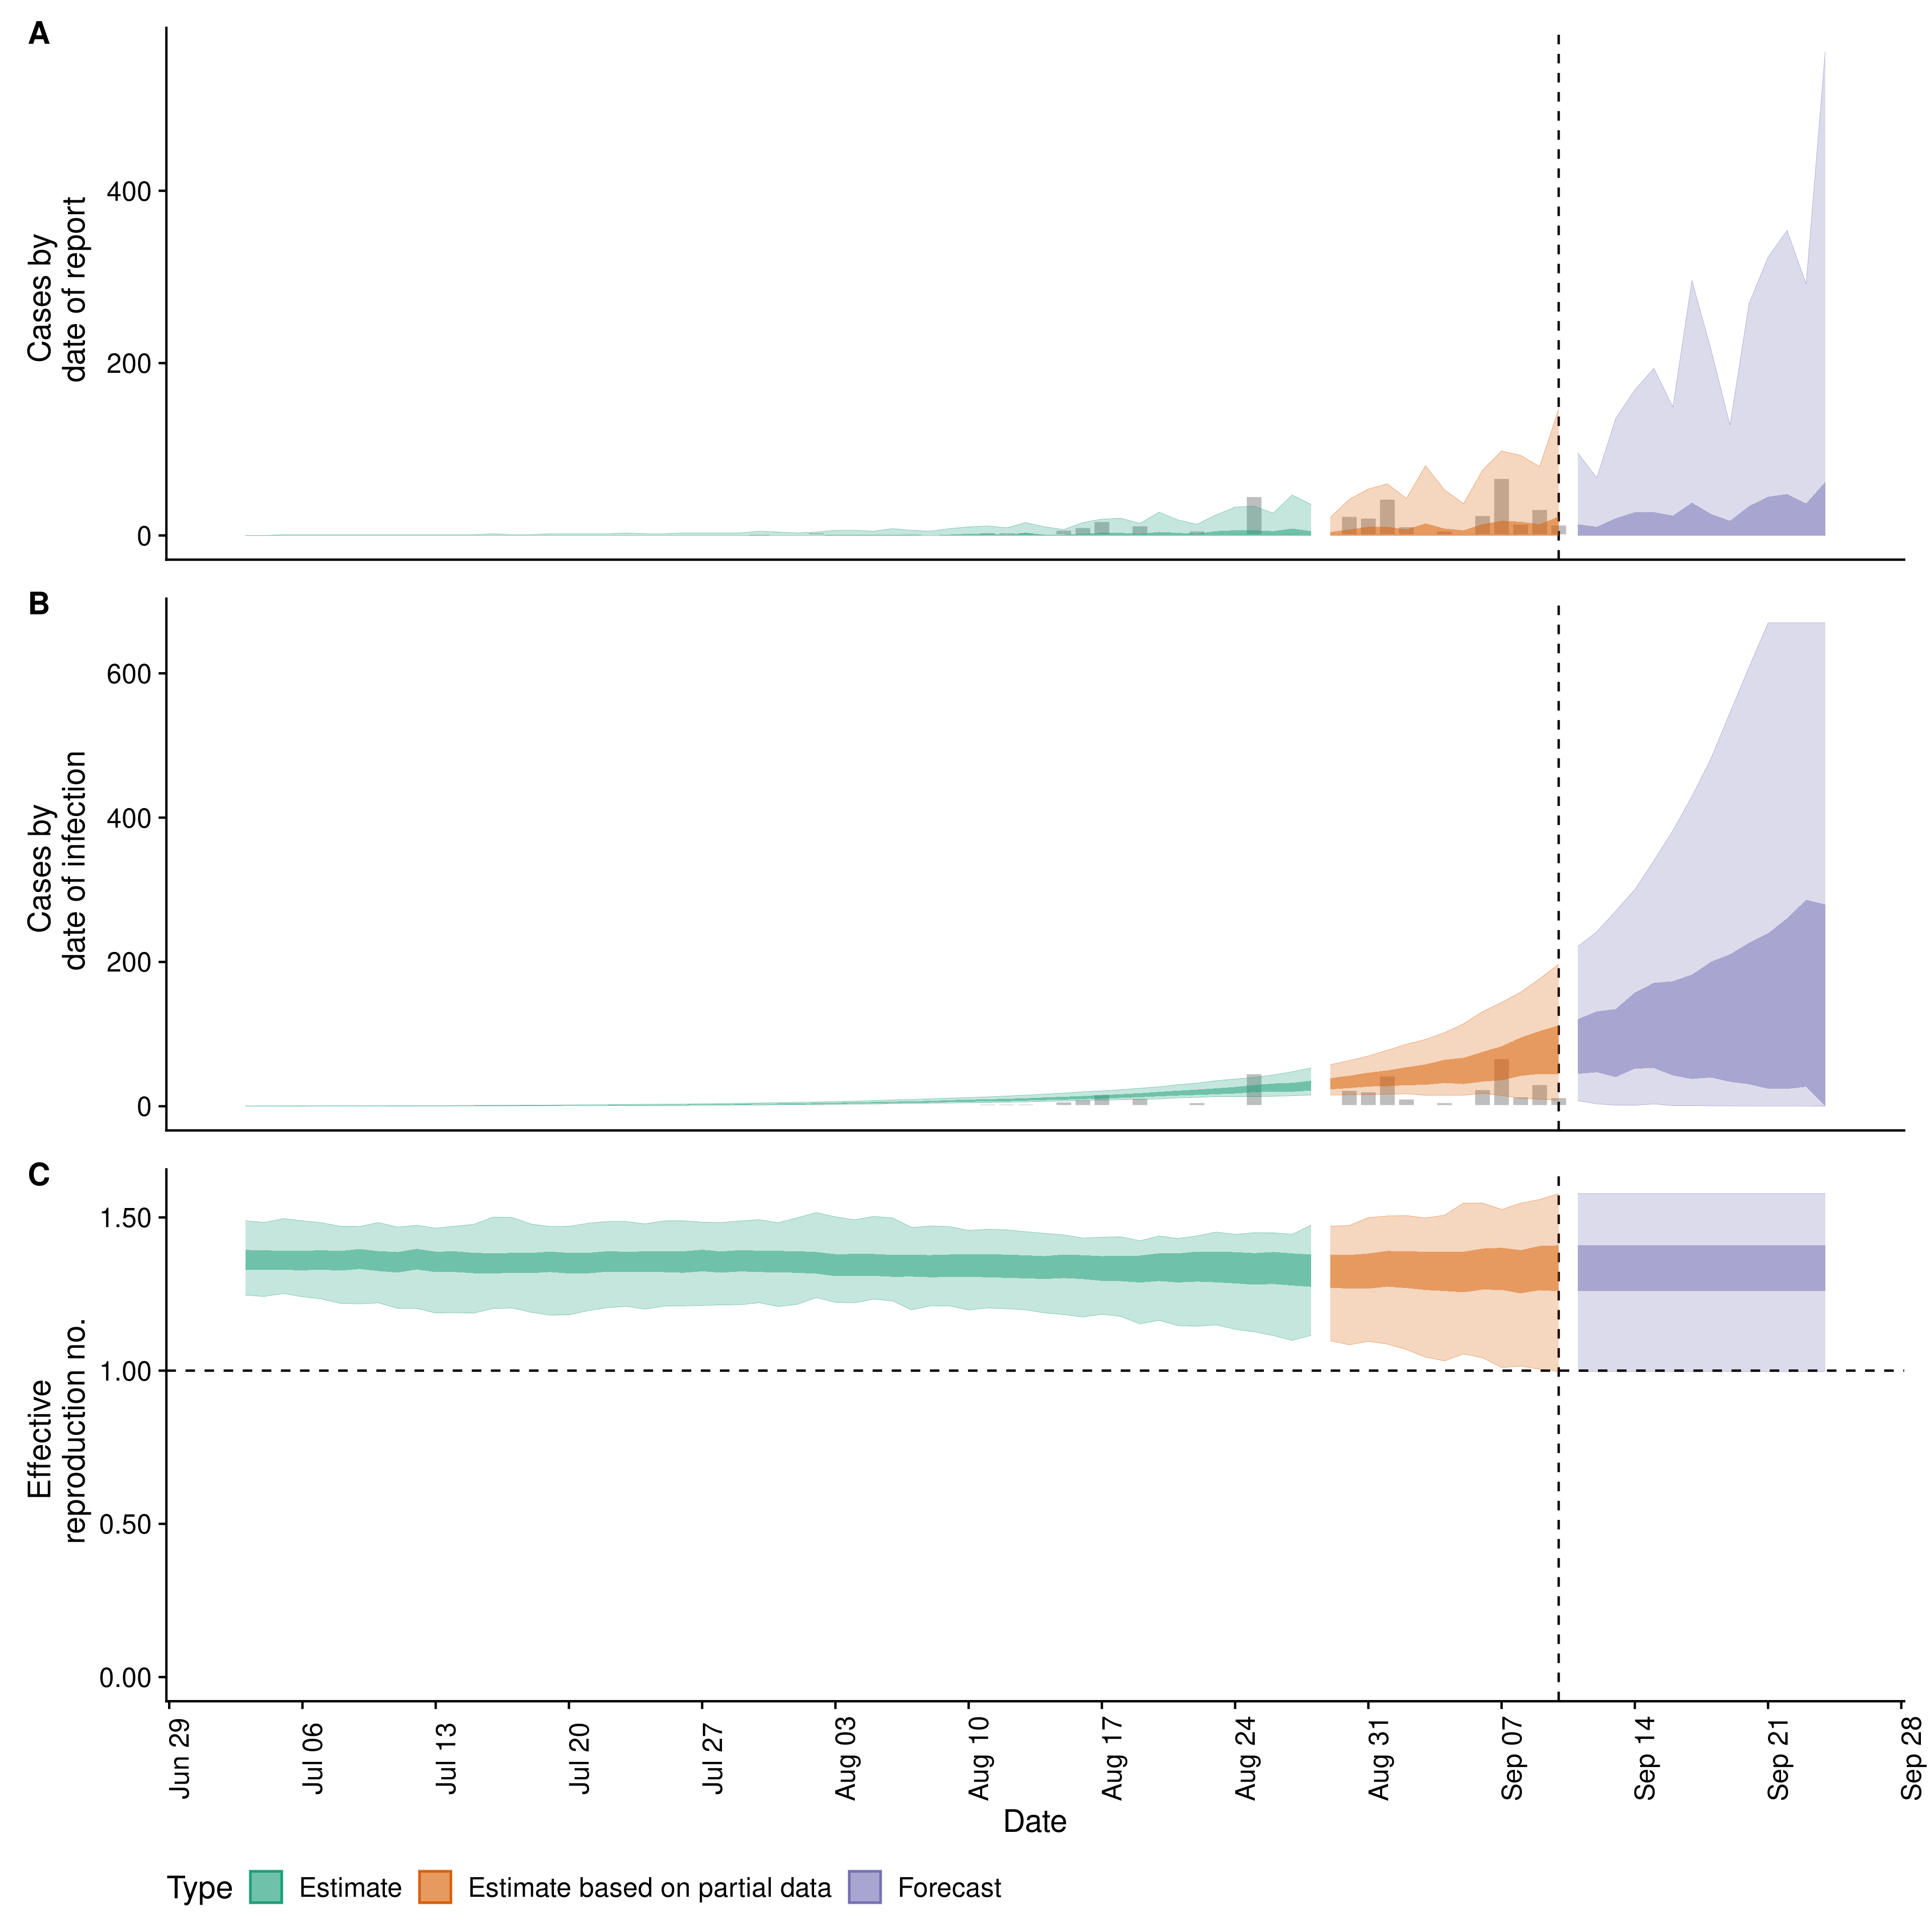 A
Cases by
date of report
400
200
0
B
Cases by
date of infection
600
400
200
0
C
Effective
reproduction no.
1.50
1.00
0.50
0.00
Jun 29
Jul 06
Jul 13
Jul 20
Jul 27
Aug 03
Aug 10
Aug 17
Aug 24
Aug 31
Sep 07
Sep 14
Sep 21
Sep 28
Date
Type Estimate Estimate based on partial data Forecast